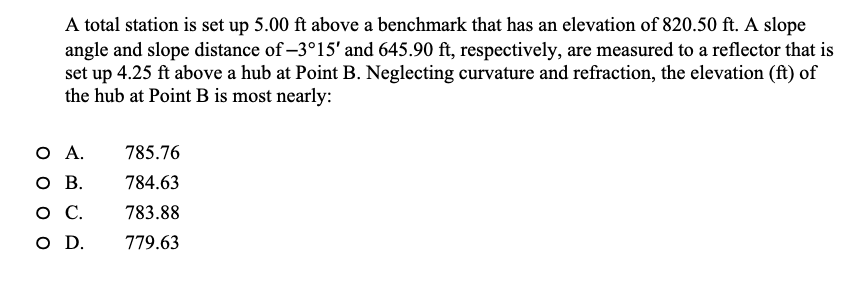 A total station is set up 5.00 ft above a benchmark that has an elevation of 820.50 ft. A slope
angle and slope distance of –3°15′ and 645.90 ft, respectively, are measured to a reflector that is
set up 4.25 ft above a hub at Point B. Neglecting curvature and refraction, the elevation (ft) of
the hub at Point B is most nearly:
O A. 785.76
O B. 784.63
O C. 783.88
O D. 779.63